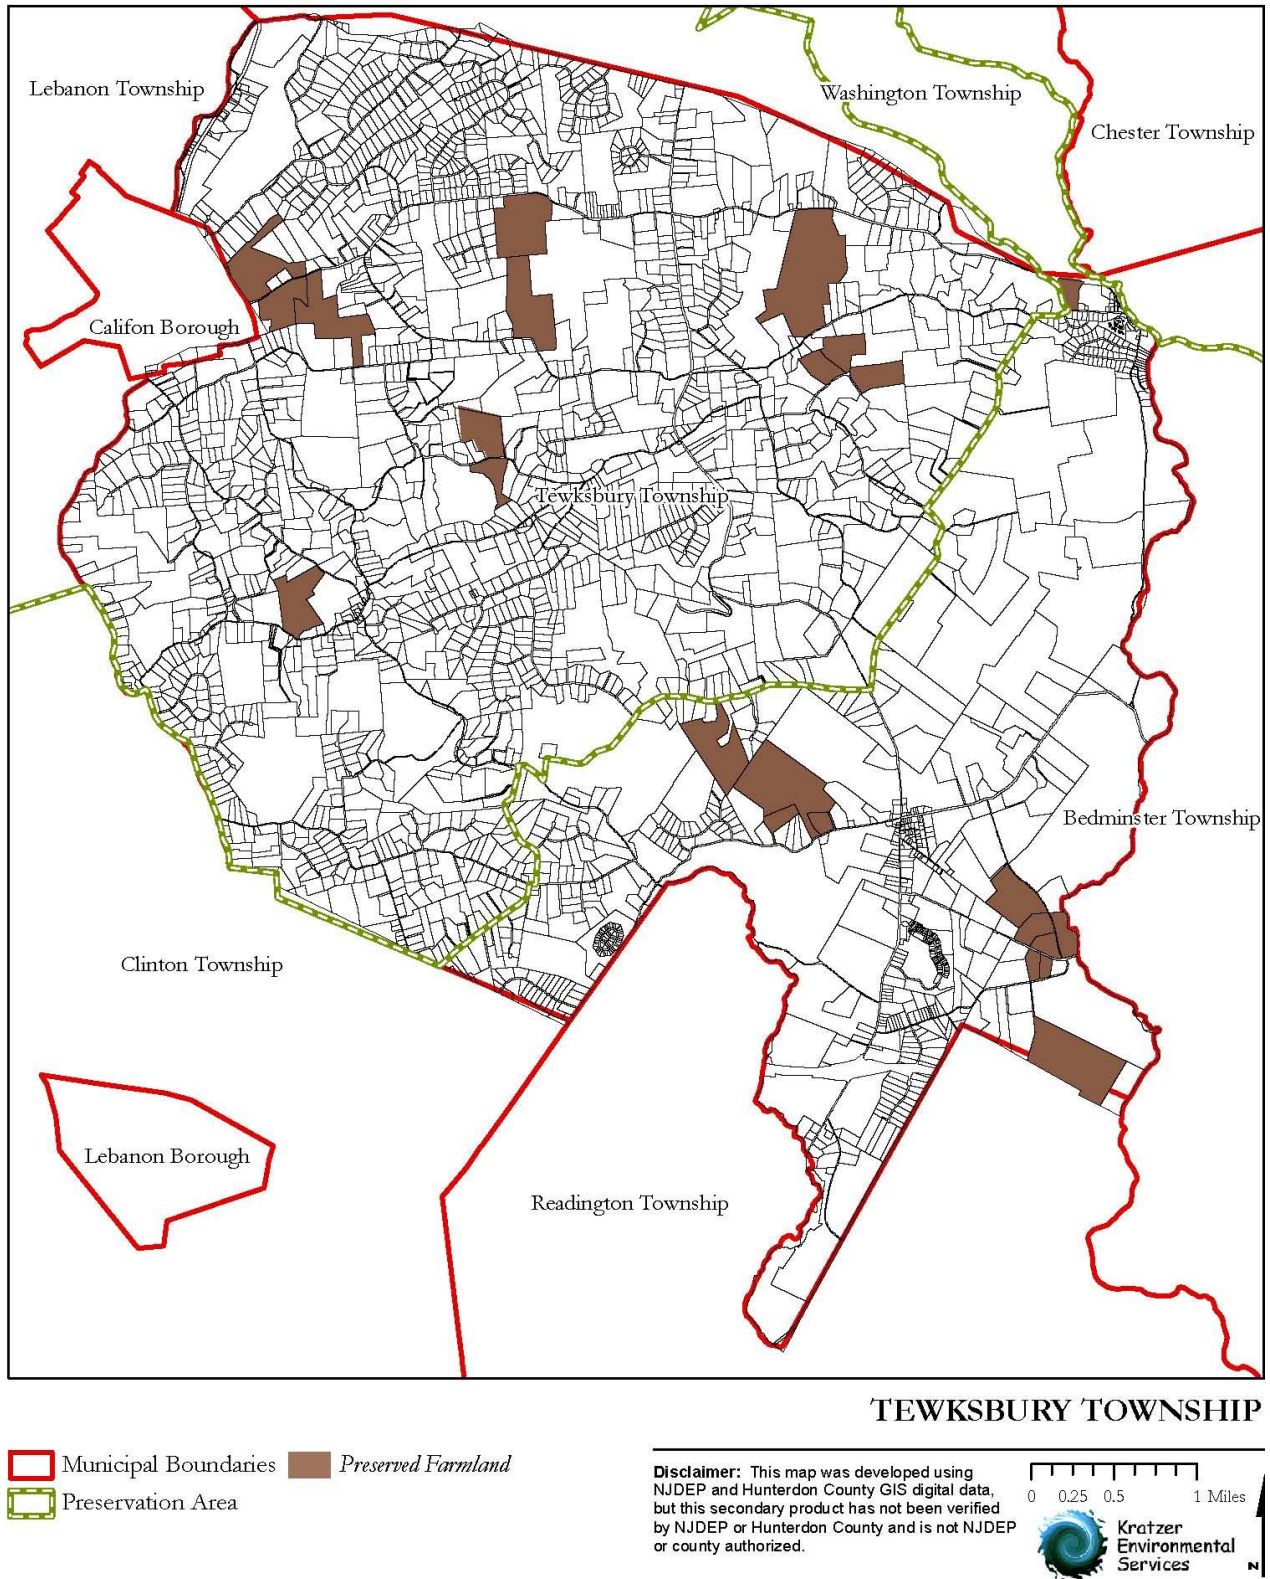 Lebanon Township
Washington Township
Chester Township
Califon Borough
Tewksbury Township
Bedminster Township
Clinton Township
Lebanon Borough
Readington Township
TEWKSBURY TOWNSHIP
Municipal Boundaries
Preserved Farmland
Preservation Area
Disclaimer: This map was developed using
NJDEP and Hunterdon County GIS digital data,
but this secondary product has not been verified
by NJDEP or Hunterdon County and is not NJDEP
or county authorized.
0 0.25 0.5 1 Miles
Kratzer
Environmental
Services
N